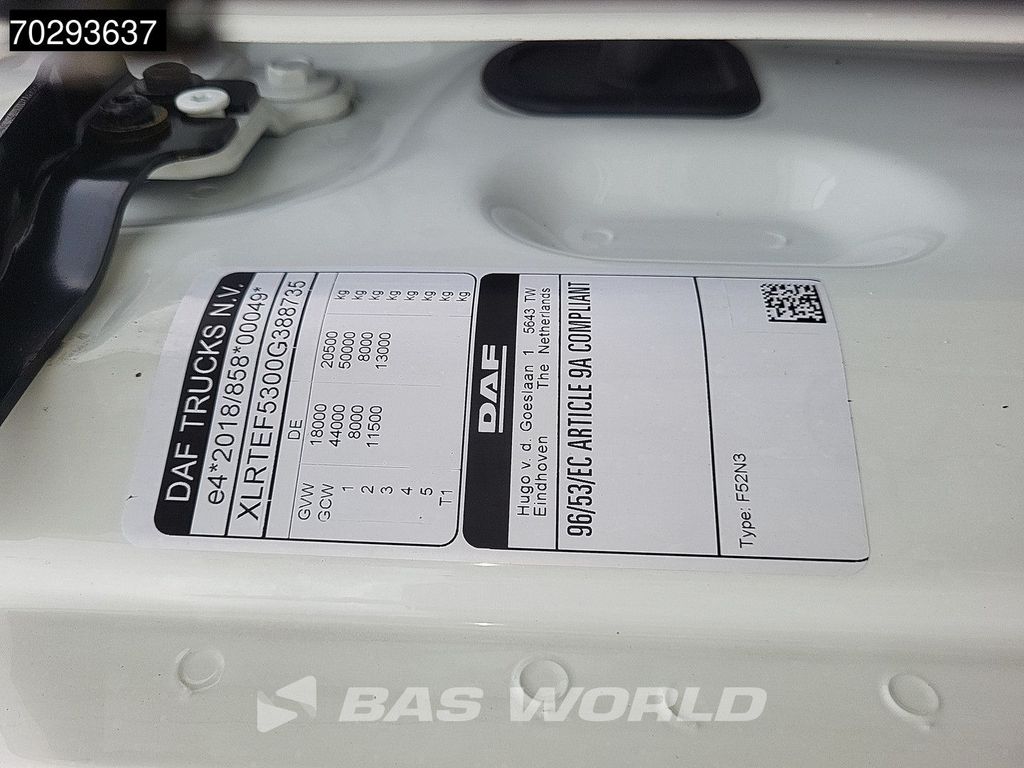 70293637
DAF TRUCKS N.V.
e4*2018/858*00049*
XLRTEF5300G388735
DE
GVW 18000 20500 kg
GCW 44000 50000 kg
1 8000 8000 kg
2 11500 13000 kg
3 kg
4 kg
5 kg
T1 kg
DAF
Hugo v. d. Goeslaan 1 5643 TW
Eindhoven The Netherlands
96/53/EC ARTICLE 9A COMPLIANT
Type: F52N3
BAS WORLD